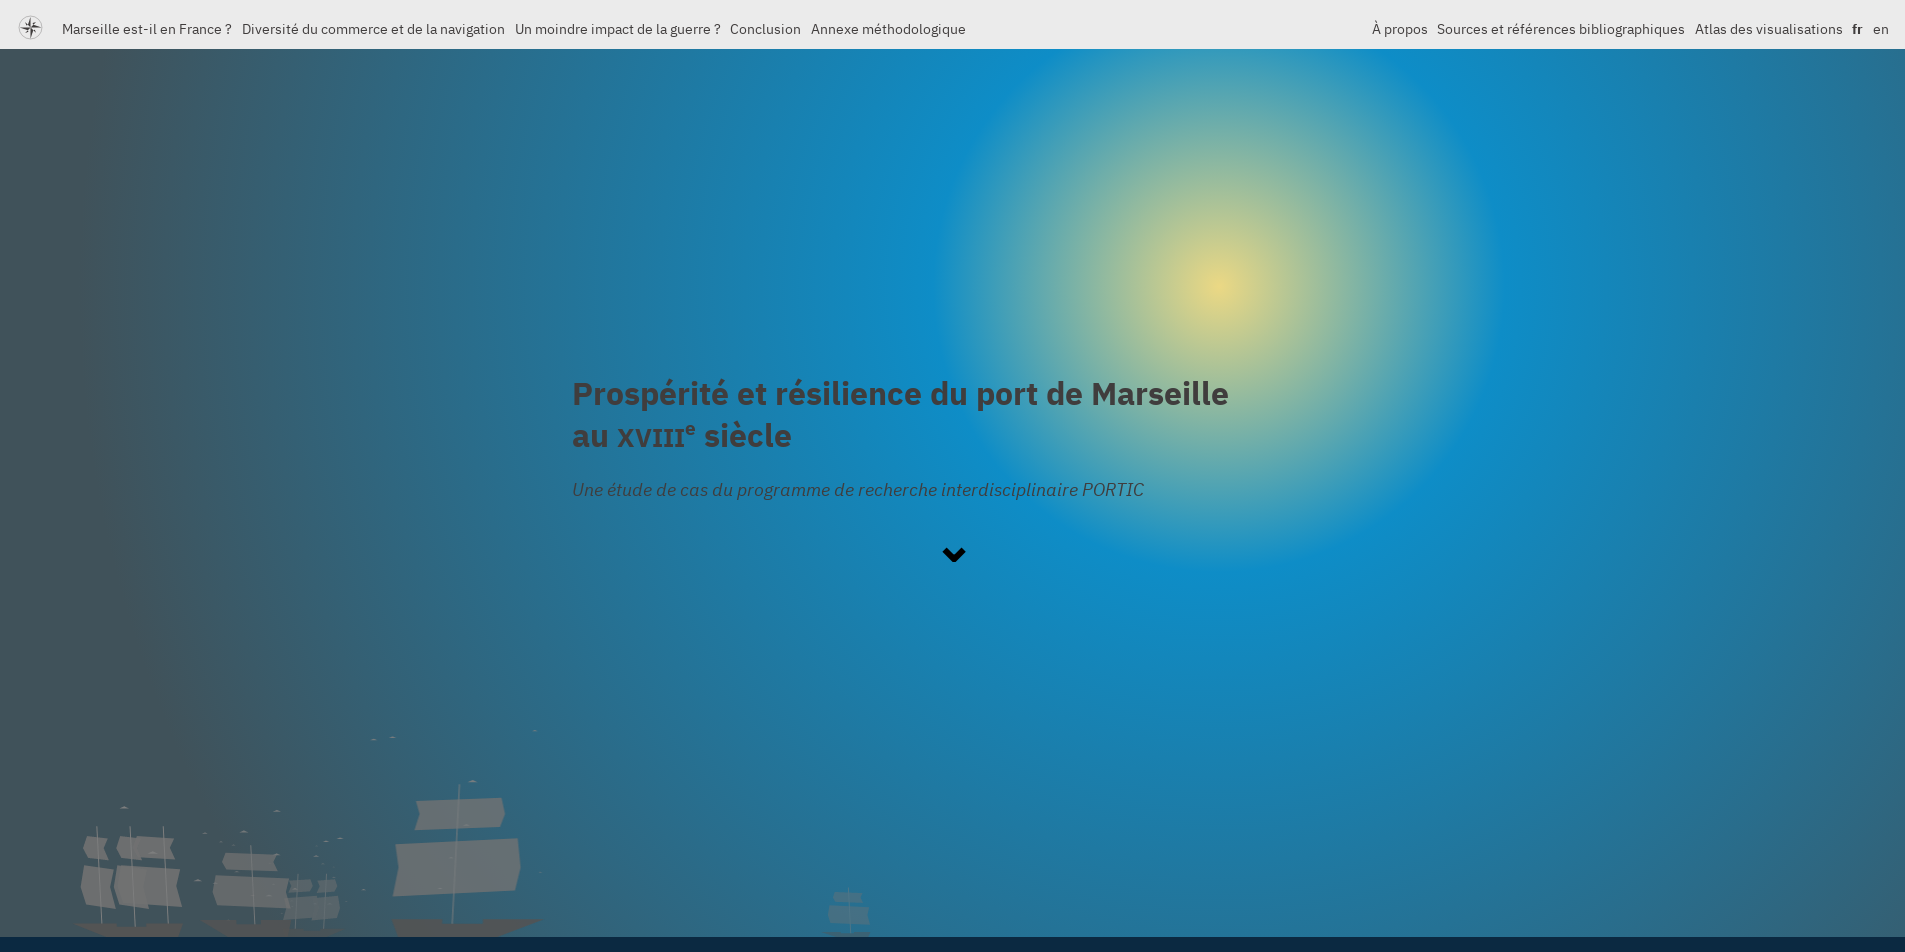 Marseille est-il en France ? Diversité du commerce et de la navigation Un moindre impact de la guerre ? Conclusion Annexe méthodologique À propos Sources et références bibliographiques Atlas des visualisations fr en
Prospérité et résilience du port de Marseille
au XVIIIe siècle
Une étude de cas du programme de recherche interdisciplinaire PORTIC